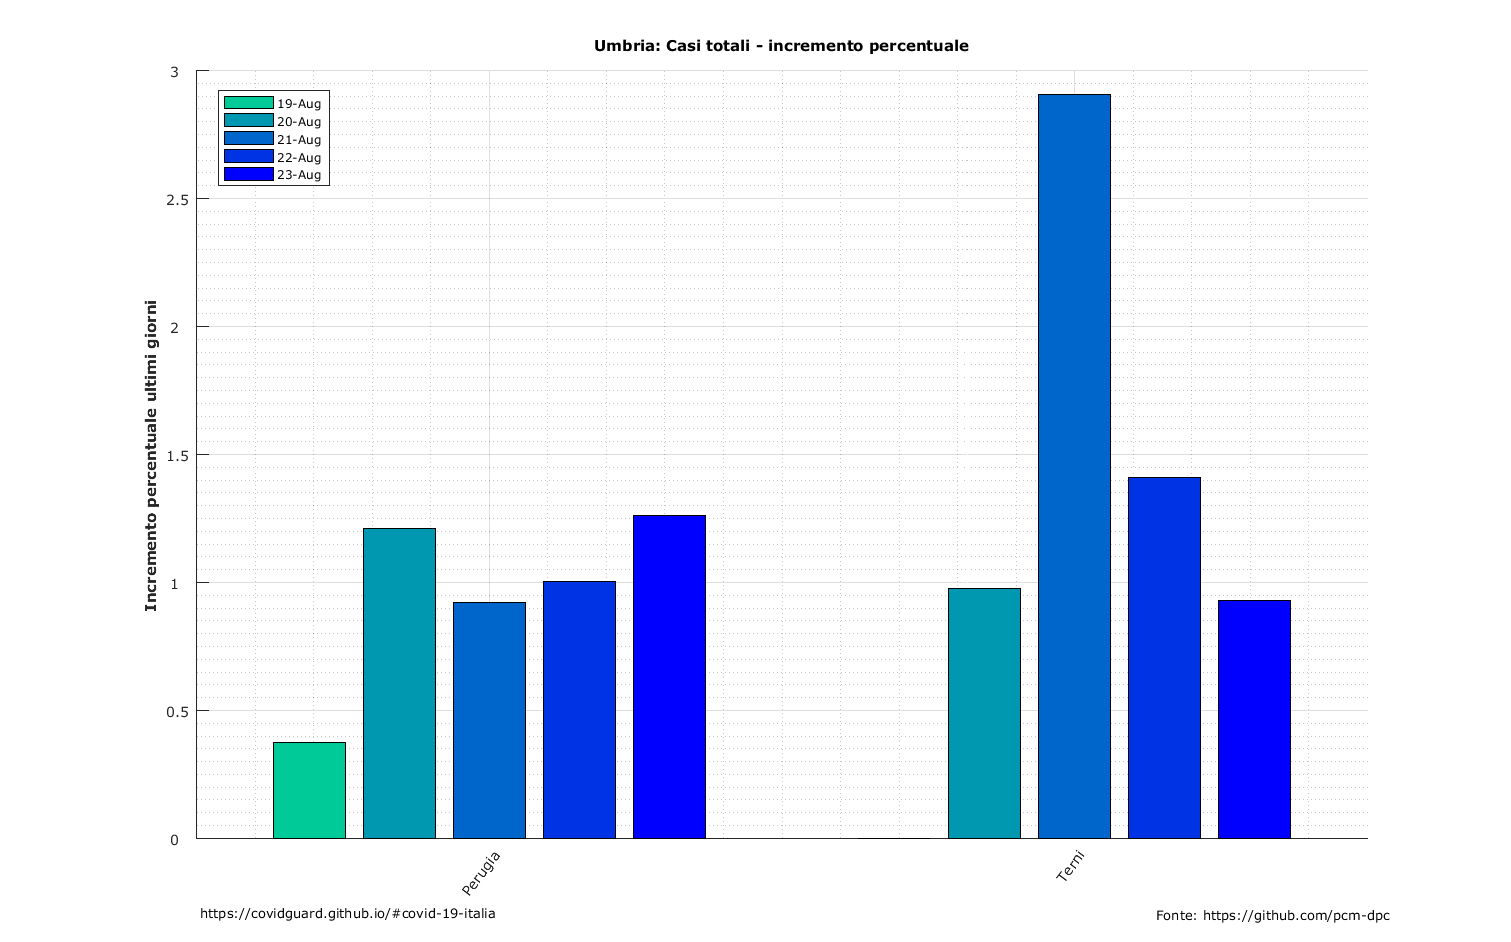 Umbria: Casi totali - incremento percentuale
3
2.5
2
1.5
1
0.5
0
Incremento percentuale ultimi giorni
19-Aug
20-Aug
21-Aug
22-Aug
23-Aug
Perugia
Terni
https://covidguard.github.io/#covid-19-italia
Fonte: https://github.com/pcm-dpc